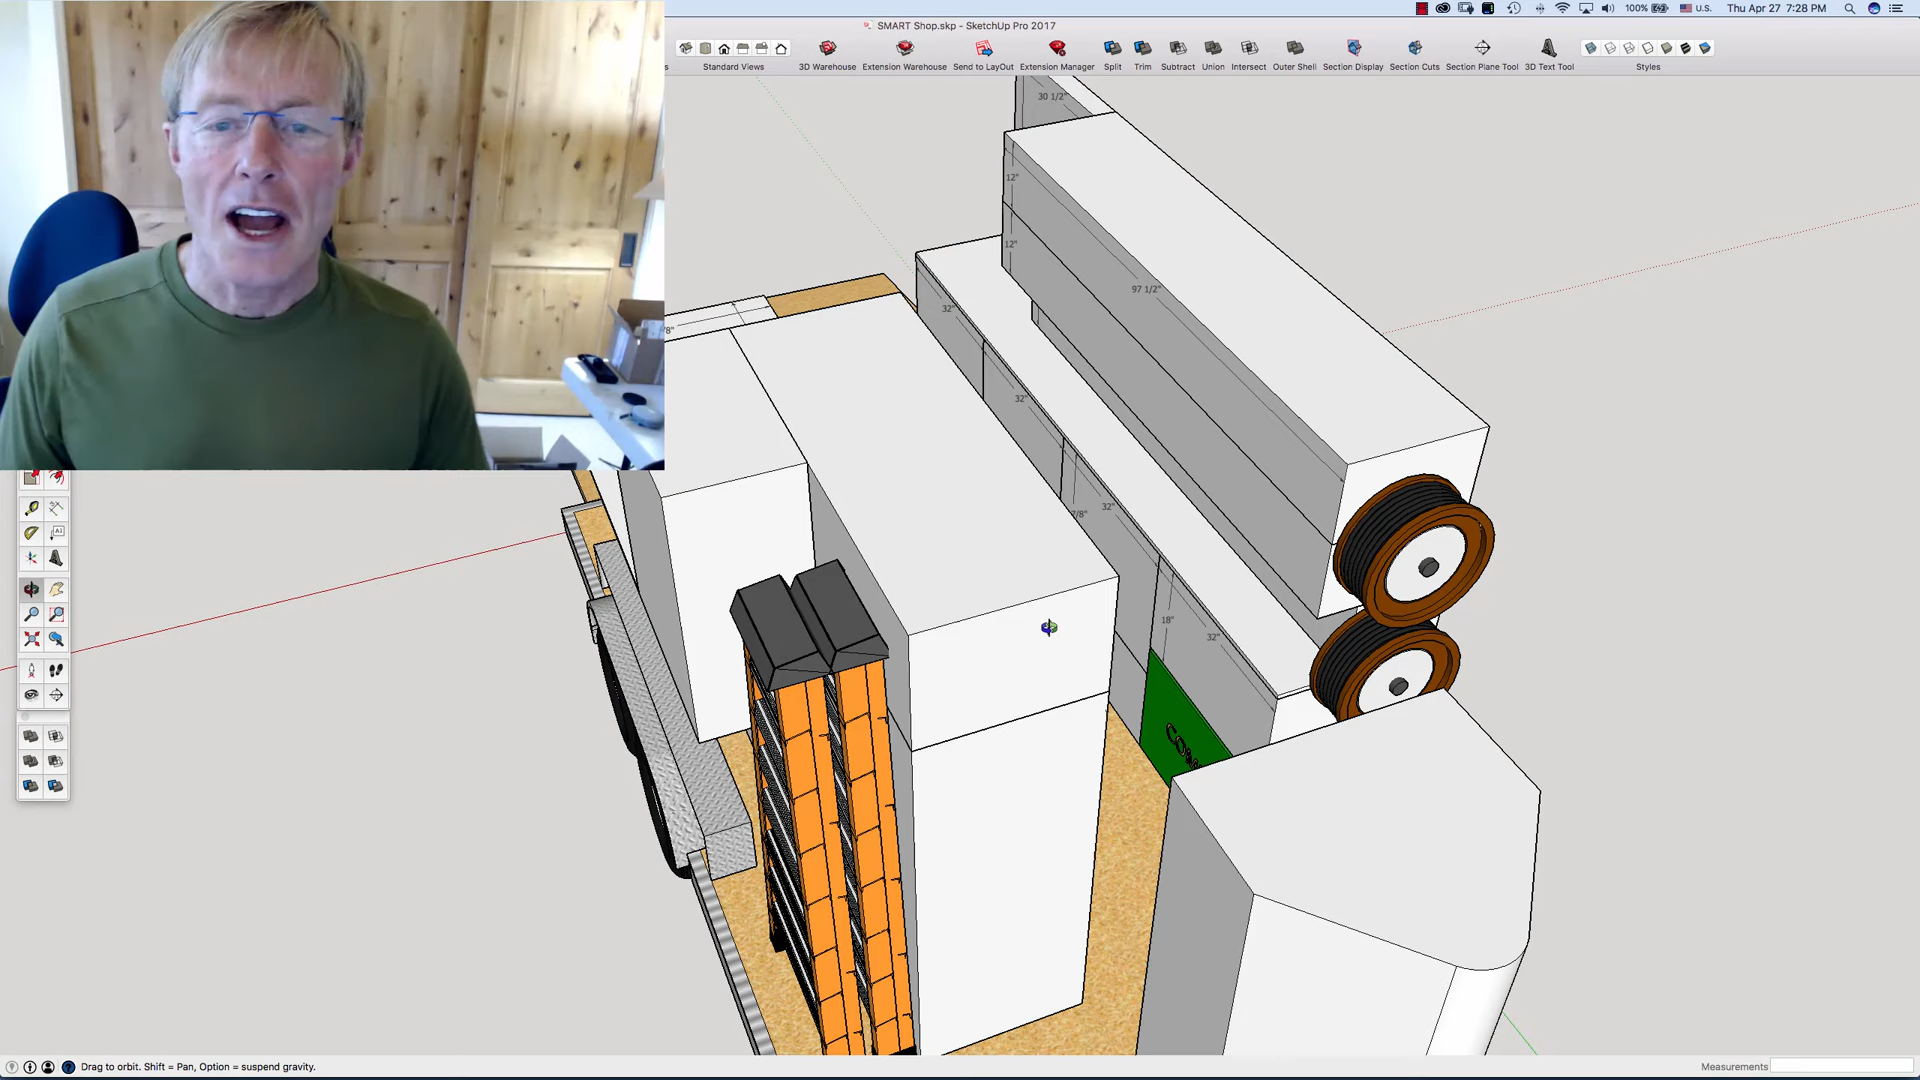 100%
U.S.
Thu Apr 27 7:28 PM
SMART Shop.skp - SketchUp Pro 2017
Standard Views
3D Warehouse
Extension Warehouse
Send to LayOut
Extension Manager
Split
Trim
Subtract
Union
Intersect
Outer Shell
Section Display
Section Cuts
Section Plane Tool
3D Text Tool
Styles
30 1/2"
12"
12"
97 1/2"
32"
32"
32"
7/8"
18"
32"
Drag to orbit. Shift = Pan, Option = suspend gravity.
Measurements